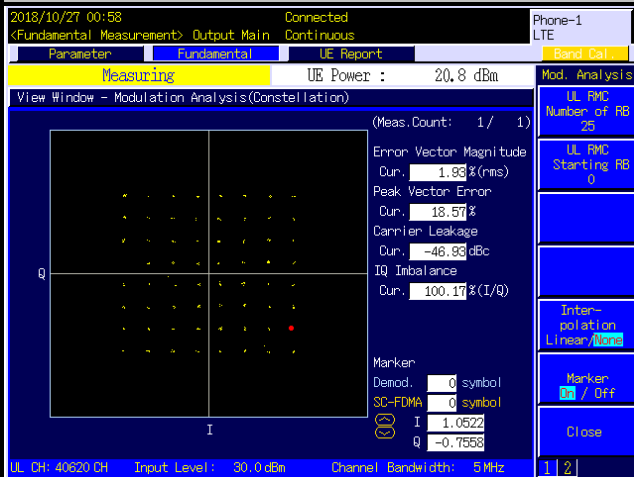 2018/10/27 00:58 Connected Phone-1
<Fundamental Measurement> Output Main Continuous LTE
Parameter Fundamental UE Report Band Cal.
Measuring UE Power : 20.8 dBm Mod. Analysis
View Window - Modulation Analysis(Constellation)
(Meas.Count: 1/ 1)
Error Vector Magnitude
Cur. 1.93 %(rms)
Peak Vector Error
Cur. 18.57 %
Carrier Leakage
Cur. -46.93 dBc
IQ Imbalance
Cur. 100.17 %(I/Q)
Q
I
Marker
Demod. 0 symbol
SC-FDMA 0 symbol
I 1.0522
Q -0.7558
UL RMC
Number of RB
25
UL RMC
Starting RB
0
Inter-
polation
Linear/None
Marker
On / Off
Close
UL CH: 40620 CH Input Level: 30.0 dBm Channel Bandwidth: 5 MHz
1 2